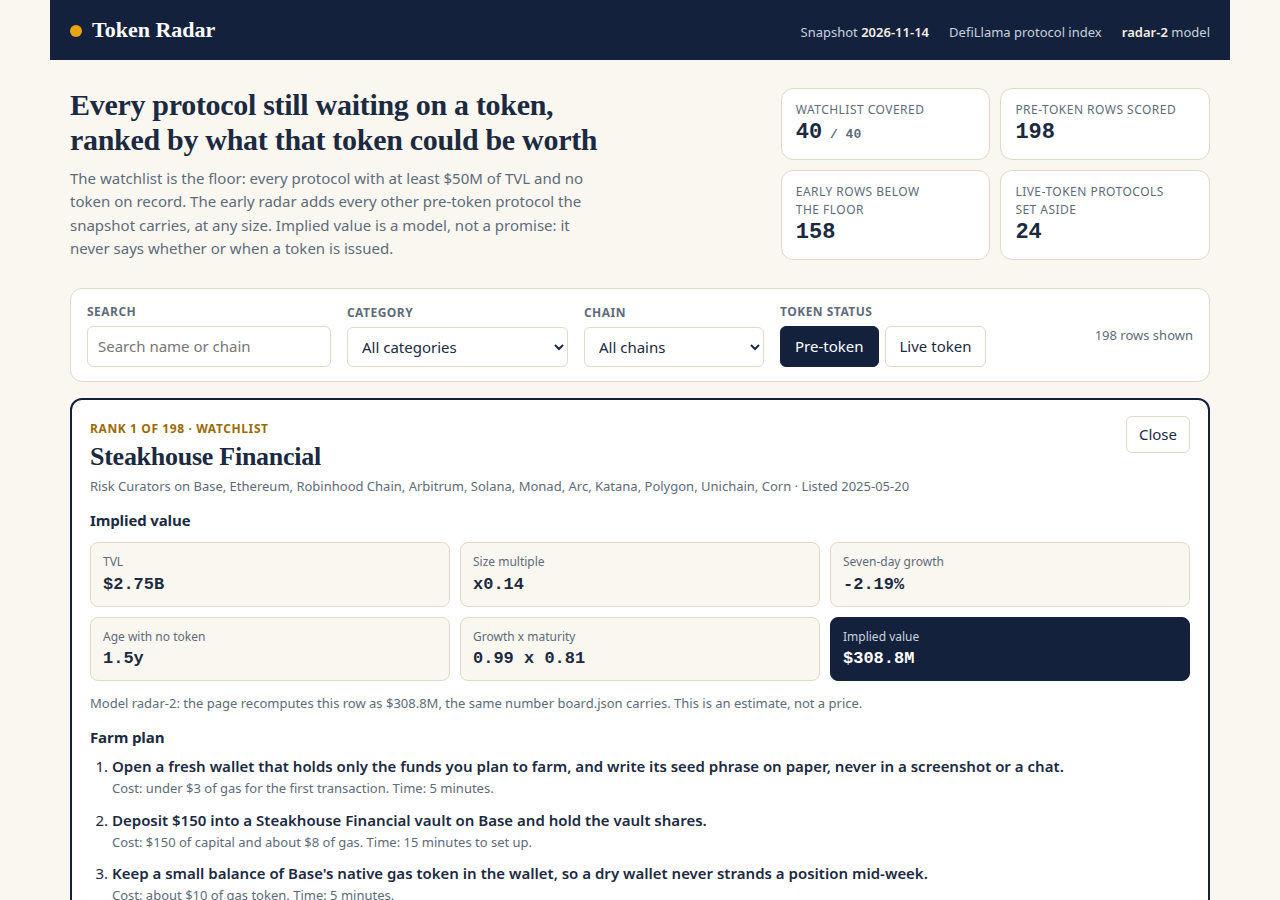 Token Radar
Snapshot 2026-11-14 DefiLlama protocol index radar-2 model
Every protocol still waiting on a token,
ranked by what that token could be worth
The watchlist is the floor: every protocol with at least $50M of TVL and no
token on record. The early radar adds every other pre-token protocol the
snapshot carries, at any size. Implied value is a model, not a promise: it
never says whether or when a token is issued.
WATCHLIST COVERED
40 / 40
PRE-TOKEN ROWS SCORED
198
EARLY ROWS BELOW
THE FLOOR
158
LIVE-TOKEN PROTOCOLS
SET ASIDE
24
SEARCH
Search name or chain
CATEGORY
All categories
CHAIN
All chains
TOKEN STATUS
Pre-token
Live token
198 rows shown
RANK 1 OF 198 · WATCHLIST
Close
Steakhouse Financial
Risk Curators on Base, Ethereum, Robinhood Chain, Arbitrum, Solana, Monad, Arc, Katana, Polygon, Unichain, Corn · Listed 2025-05-20
Implied value
TVL
$2.75B
Size multiple
x0.14
Seven-day growth
-2.19%
Age with no token
1.5y
Growth x maturity
0.99 x 0.81
Implied value
$308.8M
Model radar-2: the page recomputes this row as $308.8M, the same number board.json carries. This is an estimate, not a price.
Farm plan
1. Open a fresh wallet that holds only the funds you plan to farm, and write its seed phrase on paper, never in a screenshot or a chat.
Cost: under $3 of gas for the first transaction. Time: 5 minutes.
2. Deposit $150 into a Steakhouse Financial vault on Base and hold the vault shares.
Cost: $150 of capital and about $8 of gas. Time: 15 minutes to set up.
3. Keep a small balance of Base's native gas token in the wallet, so a dry wallet never strands a position mid-week.
Cost: about $10 of gas token. Time: 5 minutes.